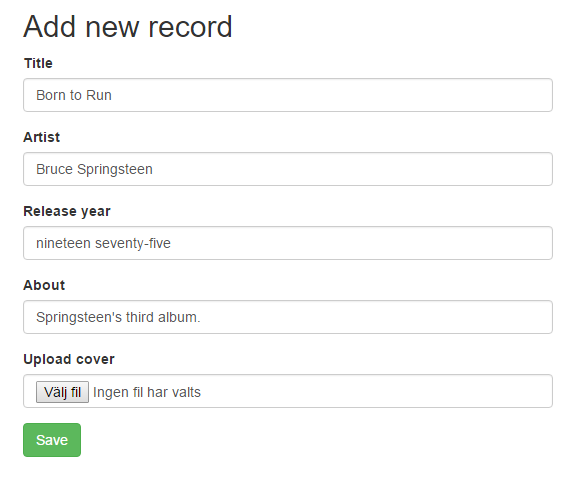 Add new record
Title
Born to Run
Artist
Bruce Springsteen
Release year
nineteen seventy-five
About
Springsteen's third album.
Upload cover
Välj fil Ingen fil har valts
Save